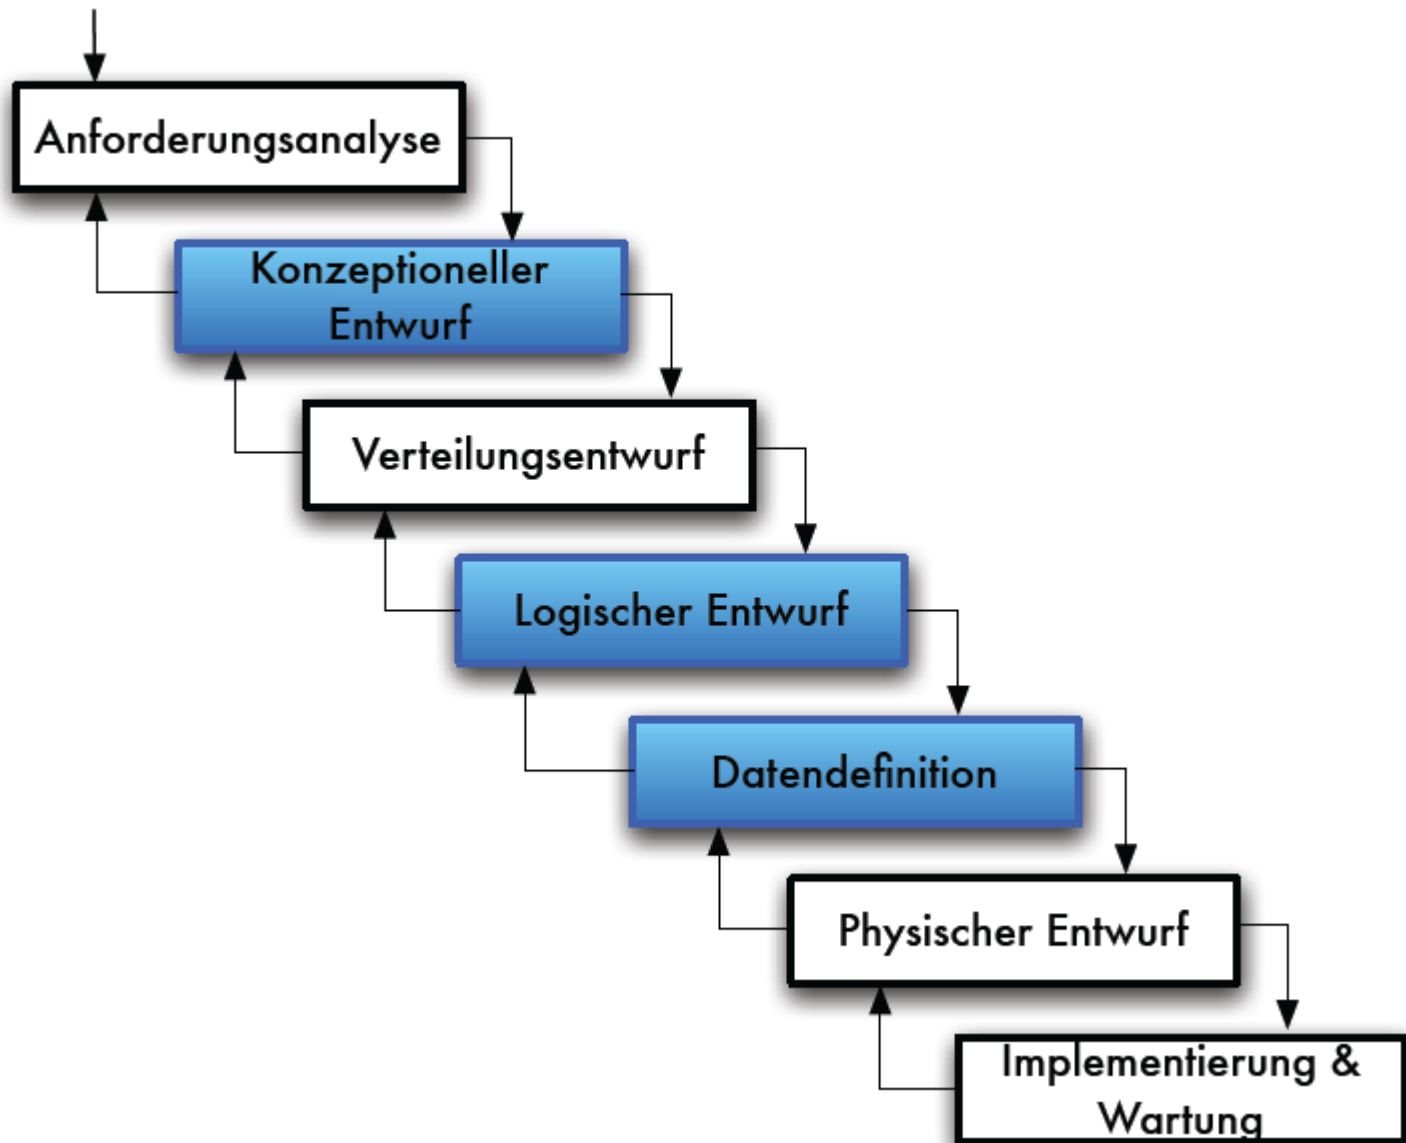 Anforderungsanalyse
Konzeptioneller
Entwurf
Verteilungsentwurf
Logischer Entwurf
Datendefinition
Physischer Entwurf
Implementierung &
Wartung